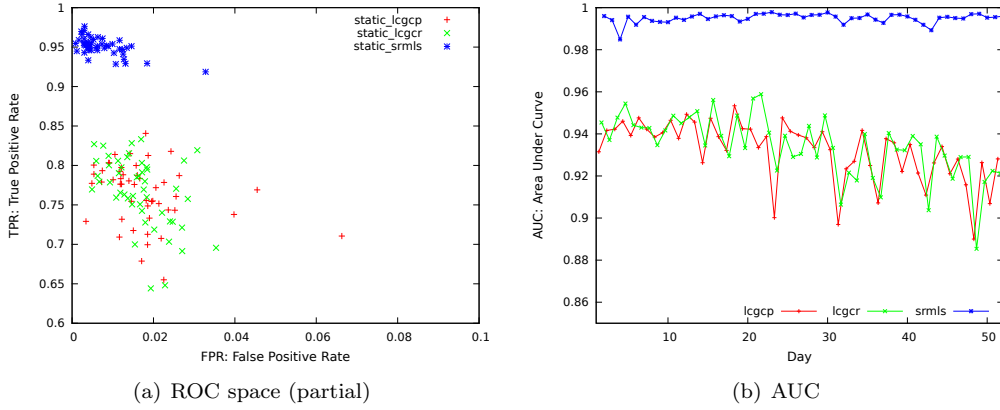 TPR: True Positive Rate
1
0.95
0.9
0.85
0.8
0.75
0.7
0.65
0.6
0
0.02
0.04
0.06
0.08
0.1
FPR: False Positive Rate
static_lcgcp
static_lcgcr
static_srmls
(a) ROC space (partial)
AUC: Area Under Curve
1
0.98
0.96
0.94
0.92
0.9
0.88
0.86
10
20
30
40
50
Day
lcgcp
lcgcr
srmls
(b) AUC